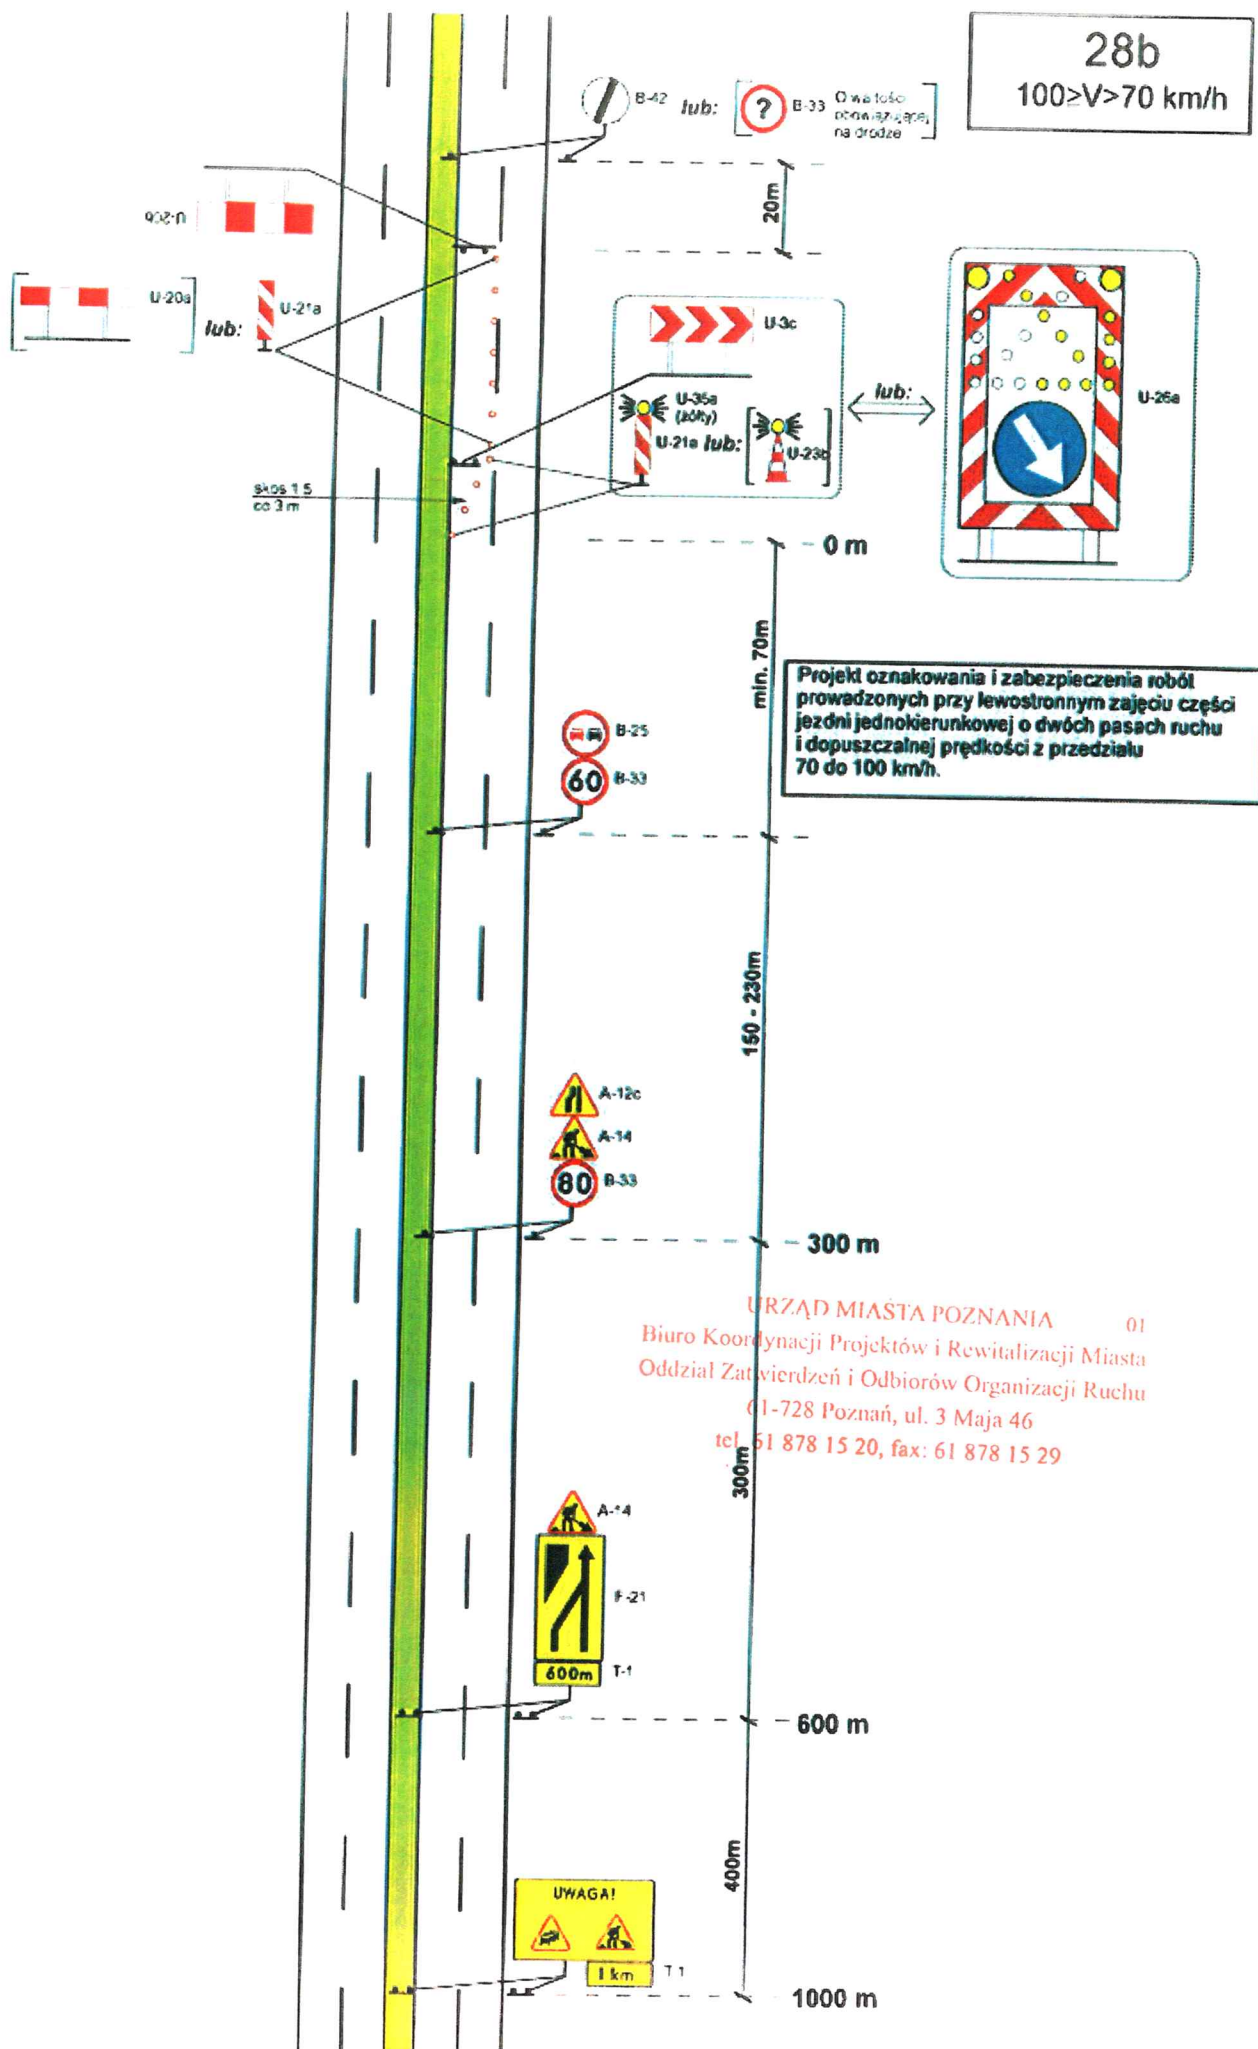 28b
100≥V>70 km/h
B-42
lub:
?
B-33
O wartości
obowiązującej
na drodze
20m
U-20b
U-20a
lub:
U-21a
U-3c
U-35a
(żółty)
U-21a
lub:
U-23b
lub:
U-26a
skos 1:5
co 3 m
0 m
min. 70m
Projekt oznakowania i zabezpieczenia robót
prowadzonych przy lewostronnym zajęciu części
jezdni jednokierunkowej o dwóch pasach ruchu
i dopuszczalnej prędkości z przedziału
70 do 100 km/h.
B-25
60
B-33
150 - 230m
A-12c
A-14
80
B-33
300 m
URZĄD MIASTA POZNANIA 01
Biuro Koordynacji Projektów i Rewitalizacji Miasta
Oddział Zatwierdzeń i Odbiorów Organizacji Ruchu
61-728 Poznań, ul. 3 Maja 46
tel. 61 878 15 20, fax: 61 878 15 29
300m
A-14
F-21
600m
T-1
600 m
400m
UWAGA!
1 km
T-1
1000 m